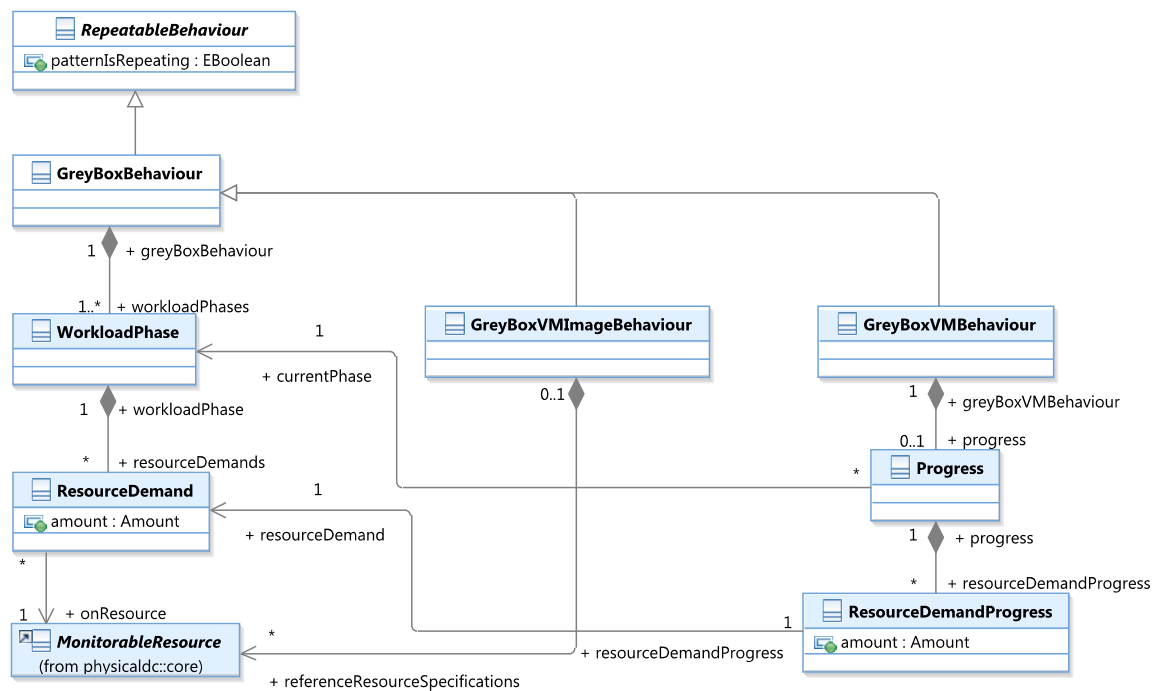 RepeatableBehaviour
patternIsRepeating : EBoolean
GreyBoxBehaviour
1 + greyBoxBehaviour
1..* + workloadPhases
WorkloadPhase
GreyBoxVMImageBehaviour
GreyBoxVMBehaviour
1
+ currentPhase
0..1
1
+ greyBoxVMBehaviour
1 + workloadPhase
0..1 + progress
* + resourceDemands
*
Progress
ResourceDemand
1
amount : Amount
+ resourceDemand
1 + progress
*
* + resourceDemandProgress
1 + onResource
ResourceDemandProgress
1
*
amount : Amount
MonitorableResource
(from physicaldc::core)
+ resourceDemandProgress
+ referenceResourceSpecifications